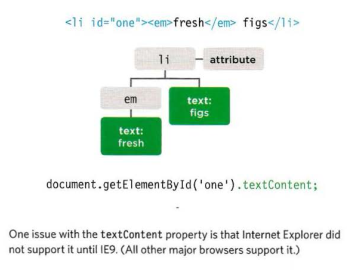 <li id="one"><em>fresh</em> figs</li>
li
attribute
em
text:
figs
text:
fresh
document.getElementById('one').textContent;
One issue with the textContent property is that Internet Explorer did
not support it until IE9. (All other major browsers support it.)